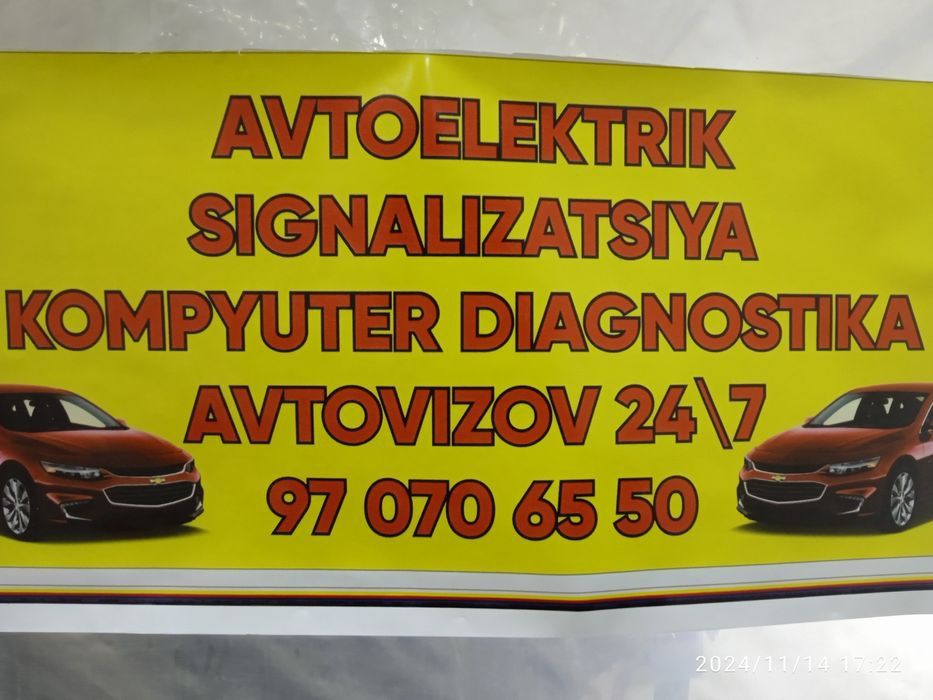 AVTOELEKTRIK
SIGNALIZATSIYA
KOMPYUTER DIAGNOSTIKA
AVTOVIZOV 24\7
97 070 65 50
2024/11/14 17:22